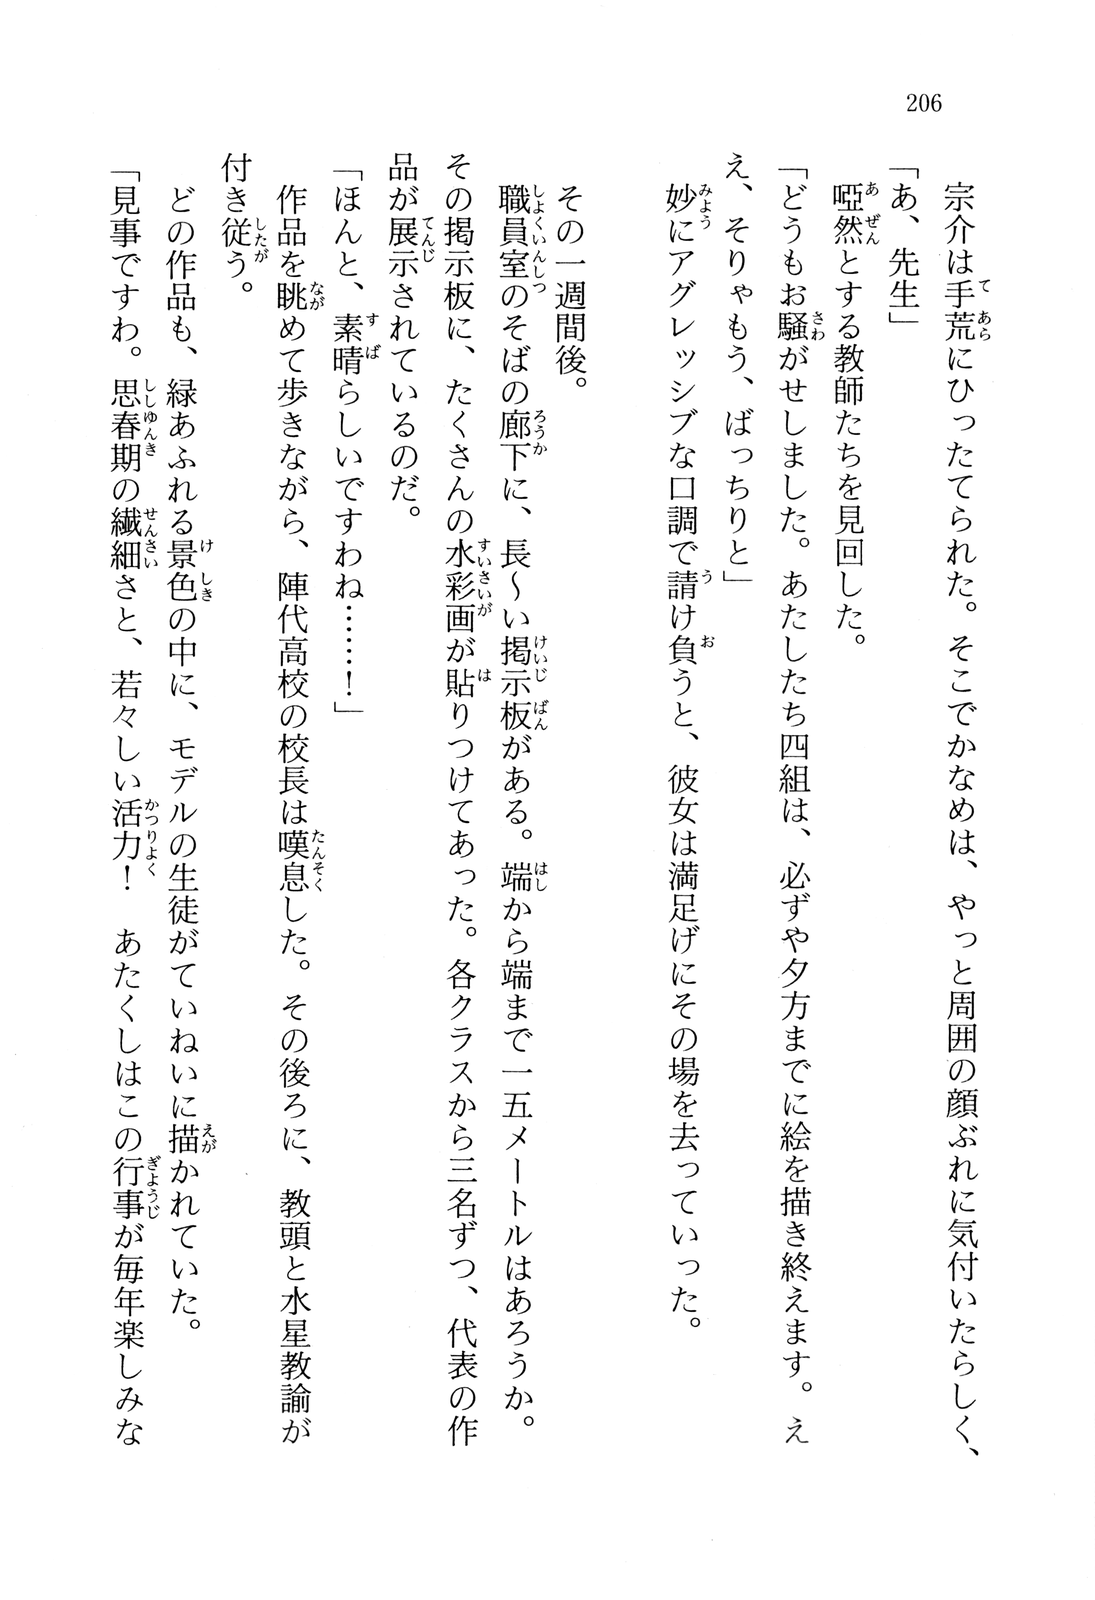 206
宗介は手荒にひったてられた。そこでかなめは、やっと周囲の顔ぶれに気付いたらしく、
「あ、先生」
啞然とする教師たちを見回した。
「どうもお騒がせしました。あたしたち四組は、必ずや夕方までに絵を描き終えます。え
え、そりゃもう、ばっちりと」
妙にアグレッシブな口調で請け負うと、彼女は満足げにその場を去っていった。
その一週間後。
職員室のそばの廊下に、長〜い掲示板がある。端から端まで一五メートルはあろうか。
その掲示板に、たくさんの水彩画が貼りつけてあった。各クラスから三名ずつ、代表の作
品が展示されているのだ。
「ほんと、素晴らしいですわね……！」
作品を眺めて歩きながら、陣代高校の校長は嘆息した。その後ろに、教頭と水星教諭が
付き従う。
どの作品も、緑あふれる景色の中に、モデルの生徒がていねいに描かれていた。
「見事ですわ。思春期の繊細さと、若々しい活力！　あたくしはこの行事が毎年楽しみな